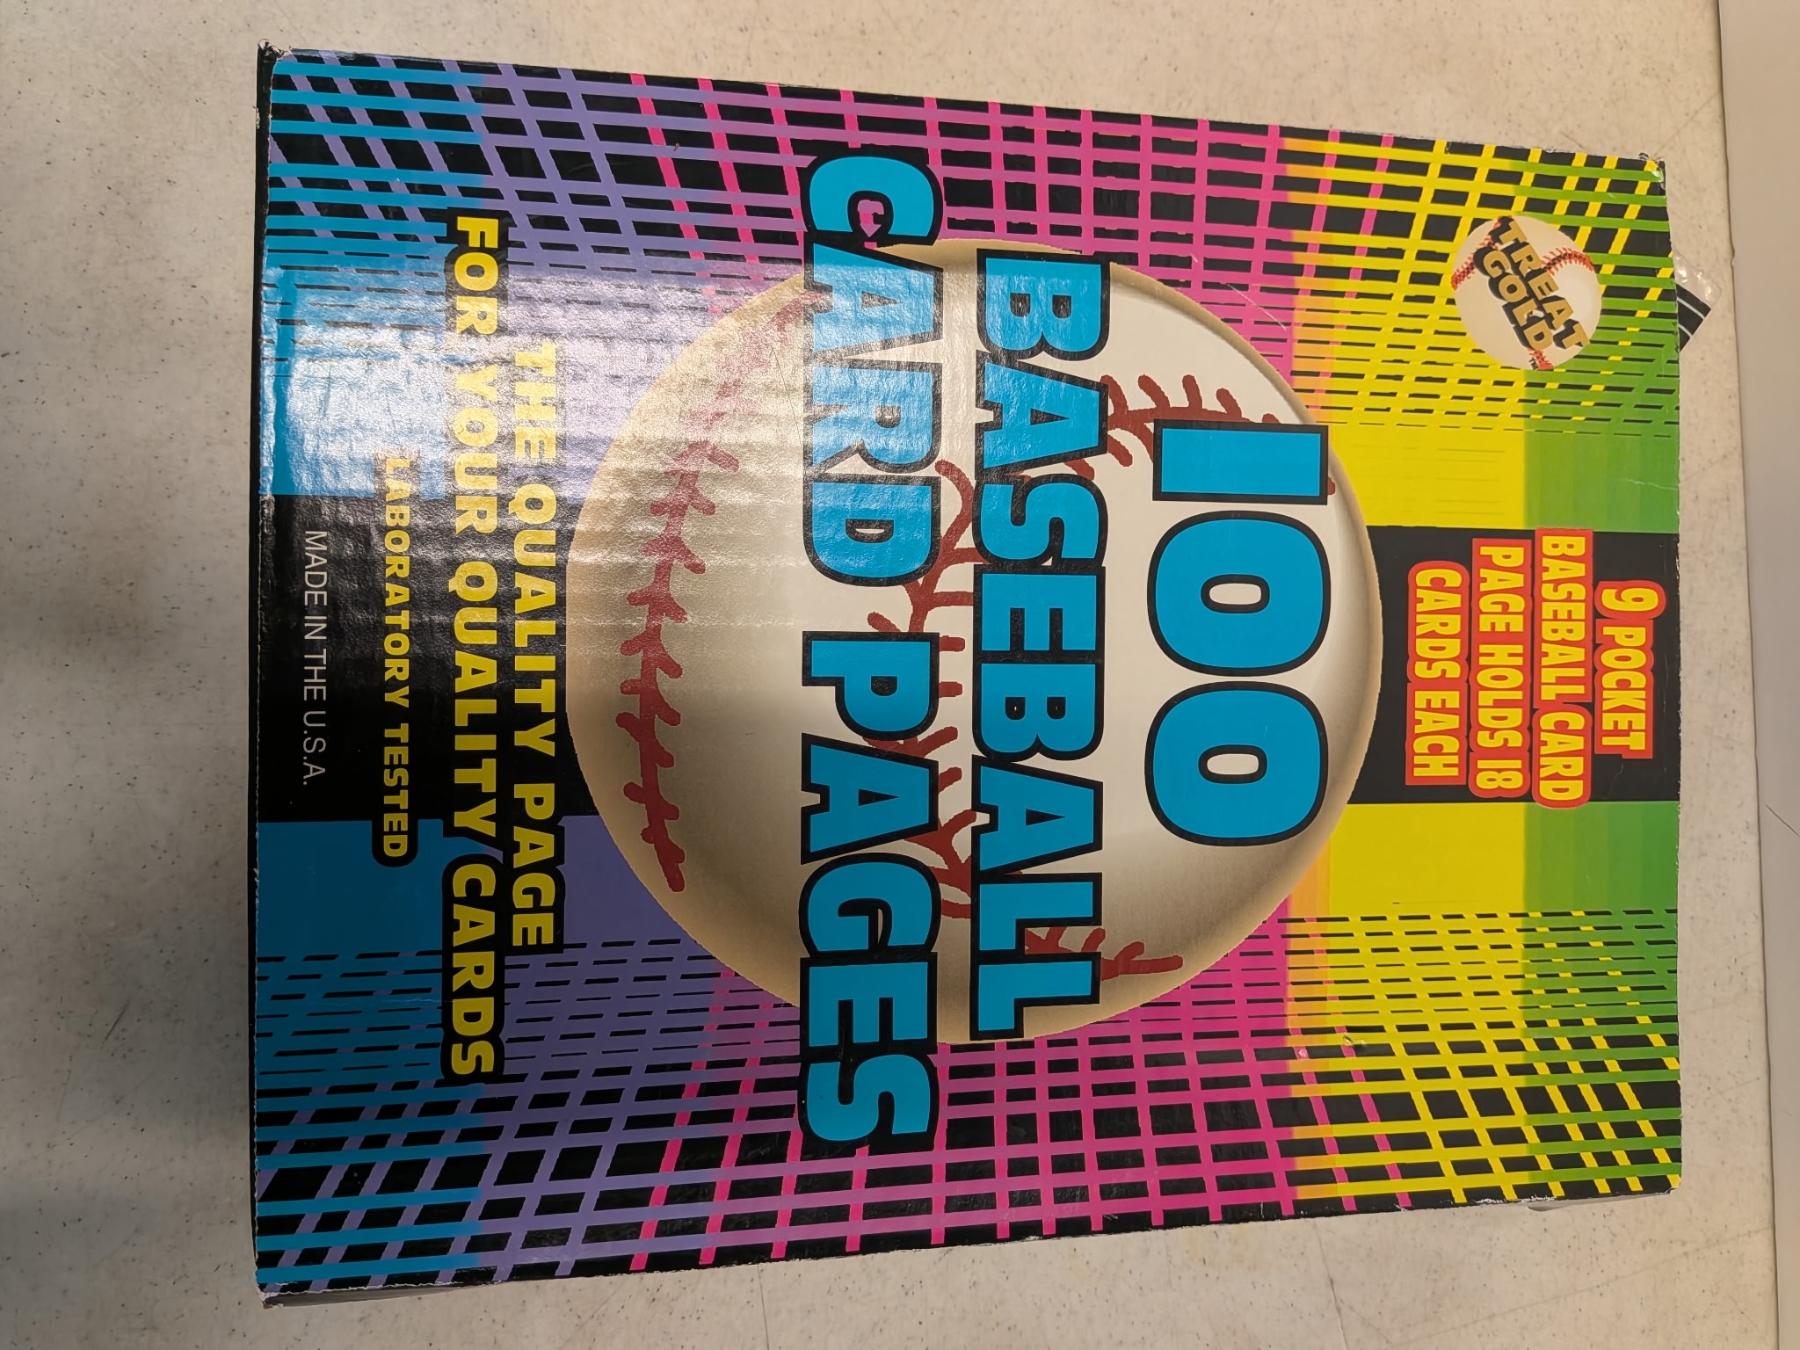 9 POCKET
BASEBALL CARD
PAGE HOLDS 18
CARDS EACH
TREAT
GOLD™
100
BASEBALL
CARD PAGES
THE QUALITY PAGE
FOR YOUR QUALITY CARDS
LABORATORY TESTED
MADE IN THE U.S.A.